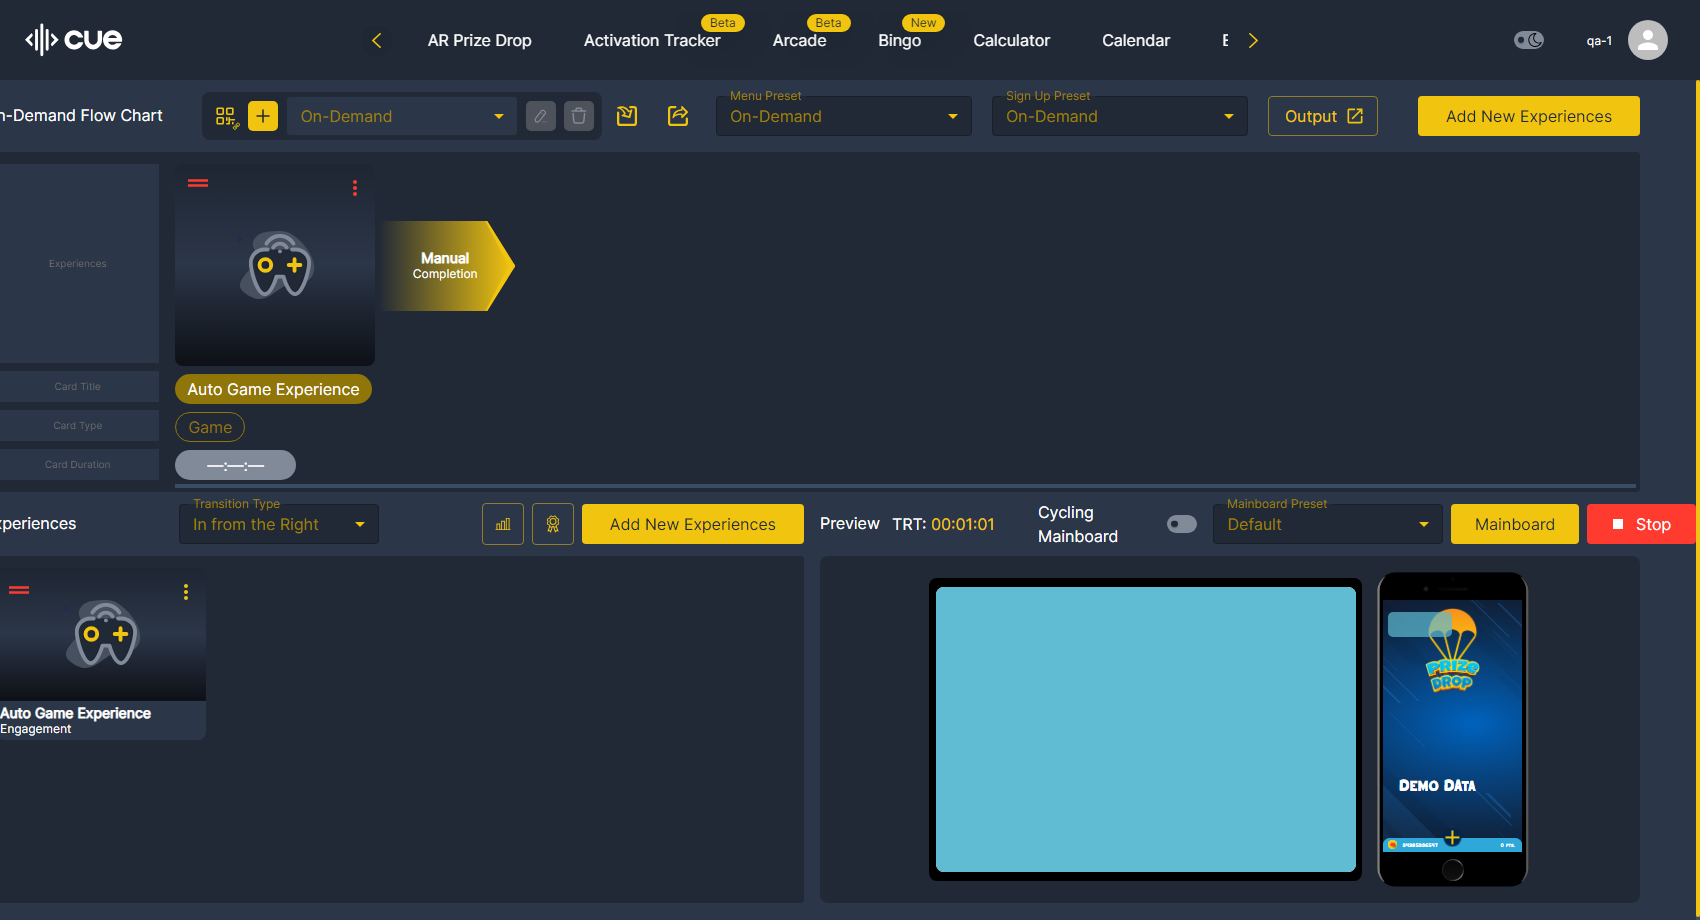 cue
AR Prize Drop
Activation Tracker
Beta
Arcade
Beta
Bingo
New
Calculator
Calendar
qa-1
n-Demand Flow Chart
On-Demand
Menu Preset
On-Demand
Sign Up Preset
On-Demand
Output
Add New Experiences
Experiences
Manual
Completion
Card Title
Auto Game Experience
Card Type
Game
Card Duration
—:—:—
xperiences
Transition Type
In from the Right
Add New Experiences
Preview
TRT: 00:01:01
Cycling
Mainboard
Mainboard Preset
Default
Mainboard
Stop
Auto Game Experience
Engagement
PRIZE
DROP
DEMO DATA
0 PTS.